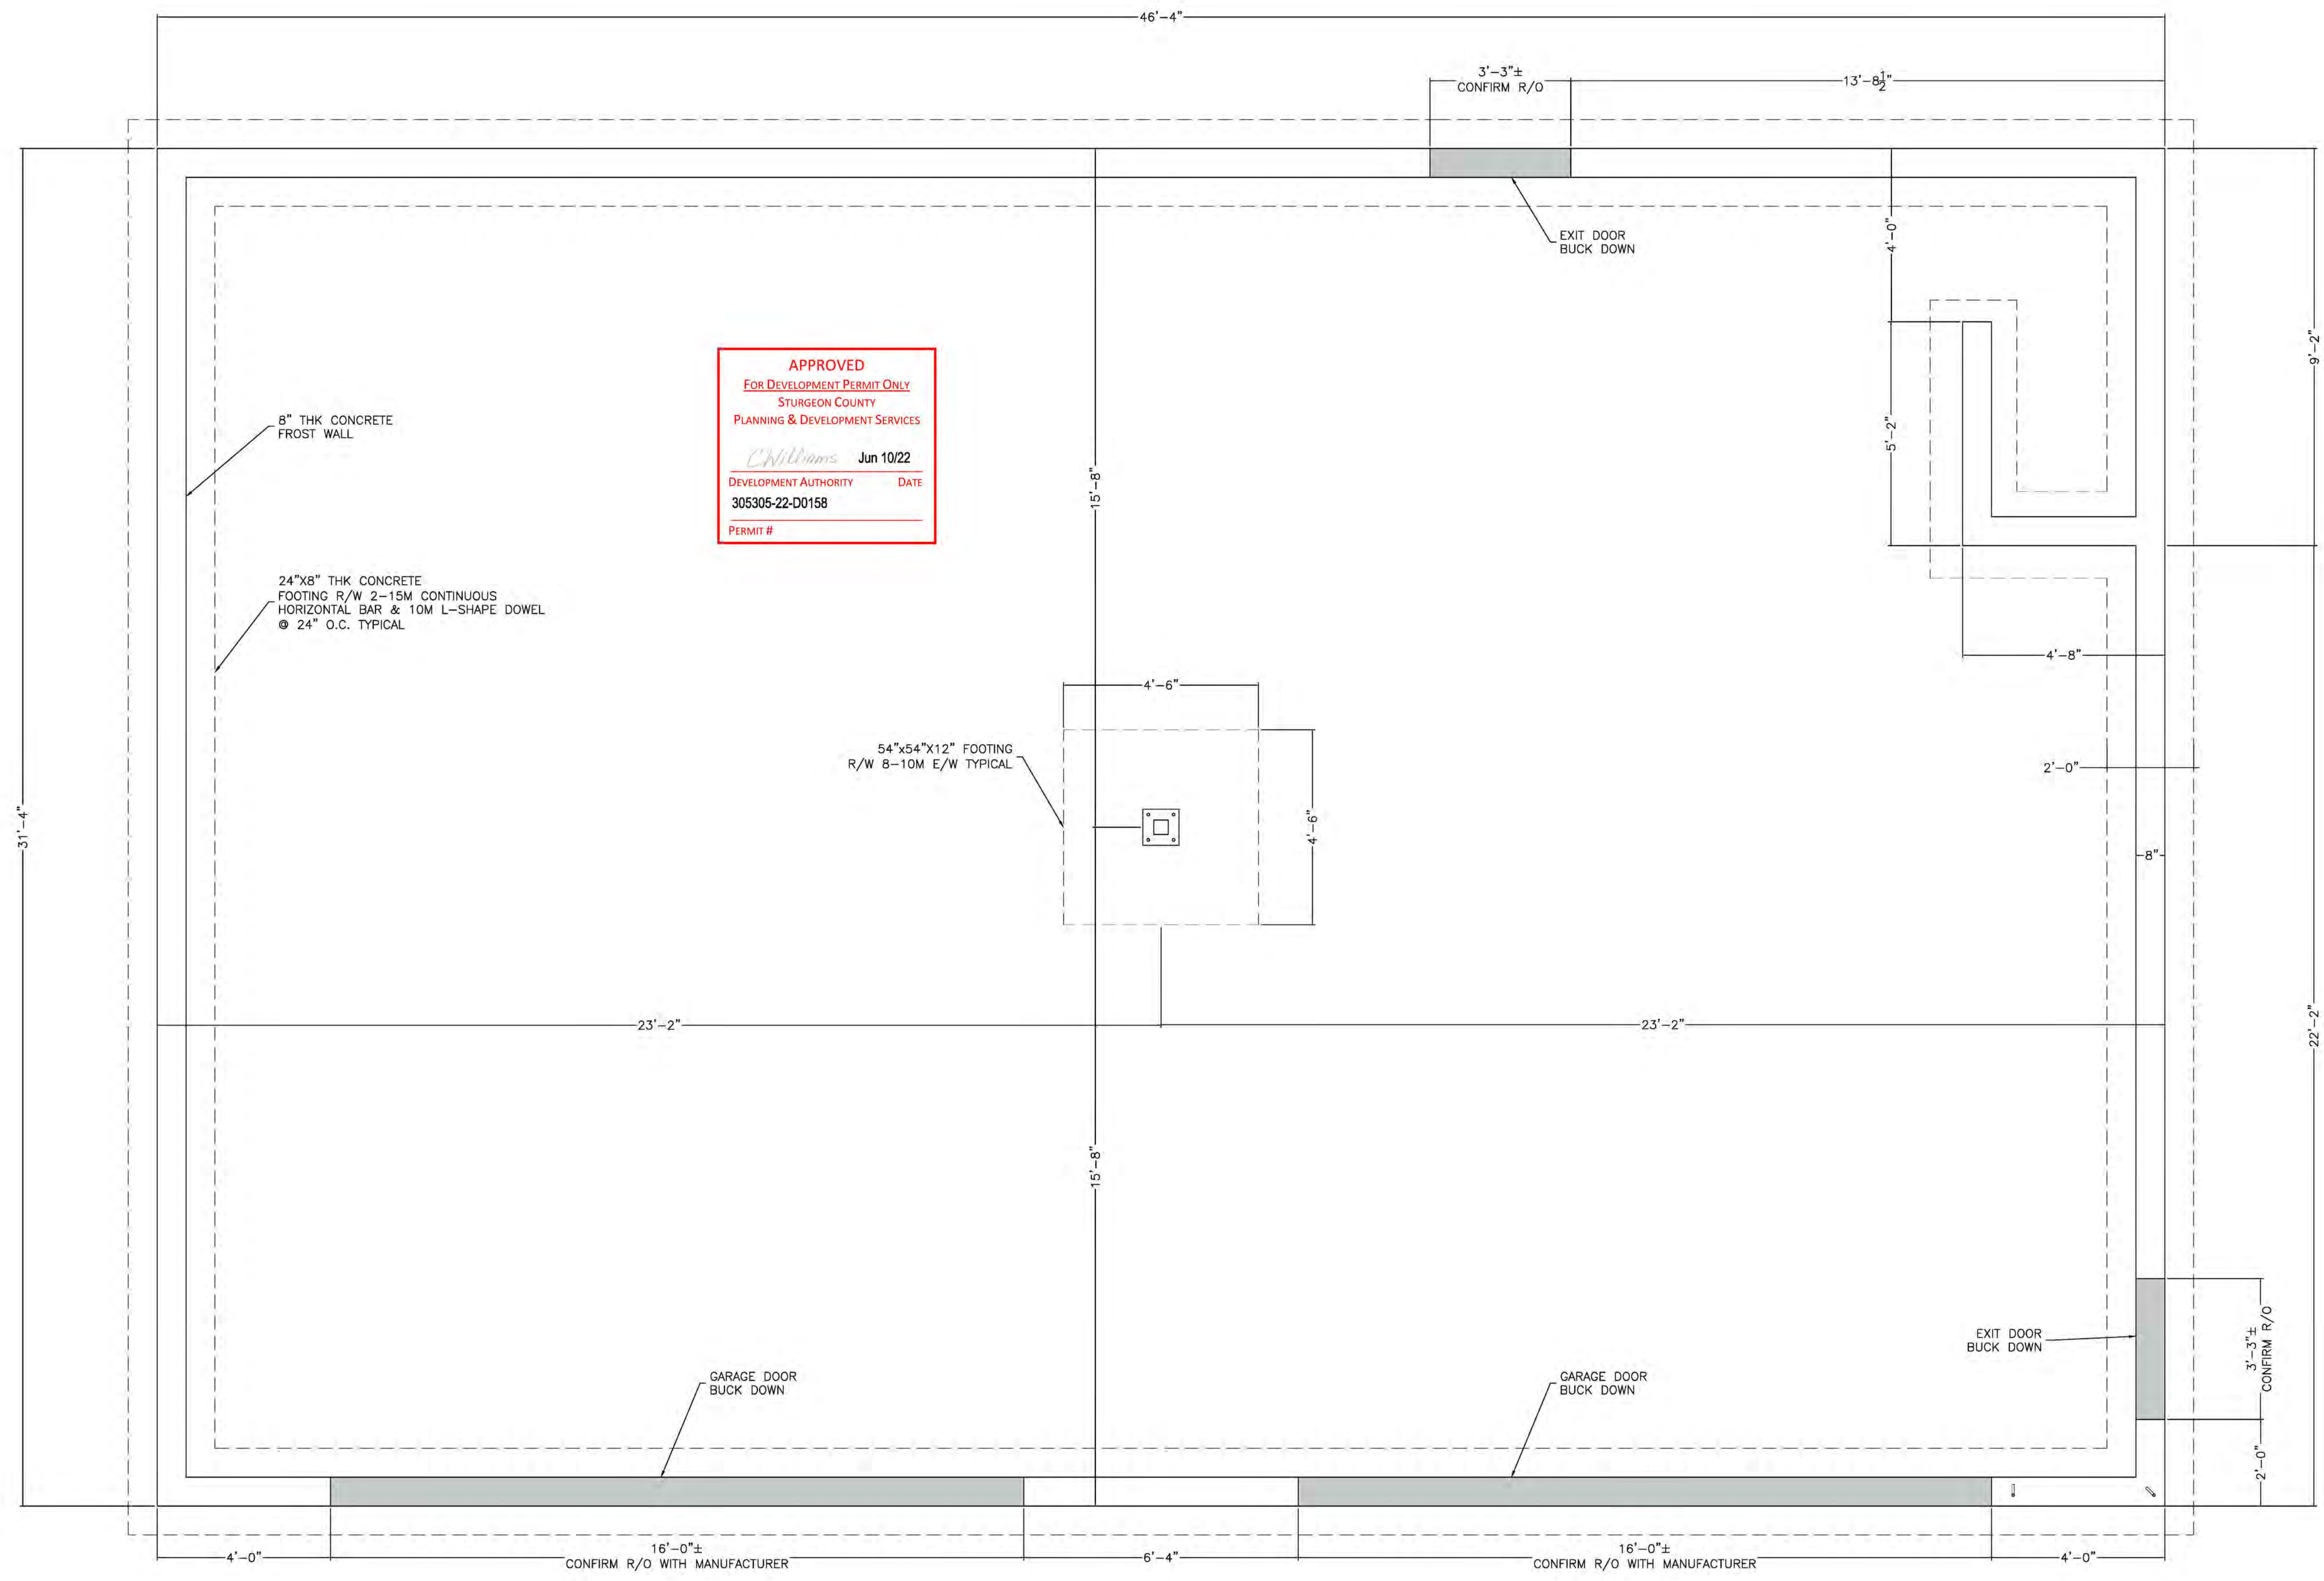 46'-4"
3'-3"±
CONFIRM R/O
13'-8½"
EXIT DOOR
BUCK DOWN
4'-0"
9'-2"
APPROVED
FOR DEVELOPMENT PERMIT ONLY
STURGEON COUNTY
PLANNING & DEVELOPMENT SERVICES
CWilliams Jun 10/22
DEVELOPMENT AUTHORITY DATE
305305-22-D0158
PERMIT #
8" THK CONCRETE
FROST WALL
5'-2"
15'-8"
24"X8" THK CONCRETE
FOOTING R/W 2-15M CONTINUOUS
HORIZONTAL BAR & 10M L-SHAPE DOWEL
@ 24" O.C. TYPICAL
4'-8"
4'-6"
54"x54"X12" FOOTING
R/W 8-10M E/W TYPICAL
2'-0"
31'-4"
4'-6"
8"
23'-2"
23'-2"
22'-2"
15'-8"
EXIT DOOR
BUCK DOWN
3'-3"±
CONFIRM R/O
GARAGE DOOR
BUCK DOWN
GARAGE DOOR
BUCK DOWN
2'-0"
4'-0"
16'-0"±
CONFIRM R/O WITH MANUFACTURER
6'-4"
16'-0"±
CONFIRM R/O WITH MANUFACTURER
4'-0"